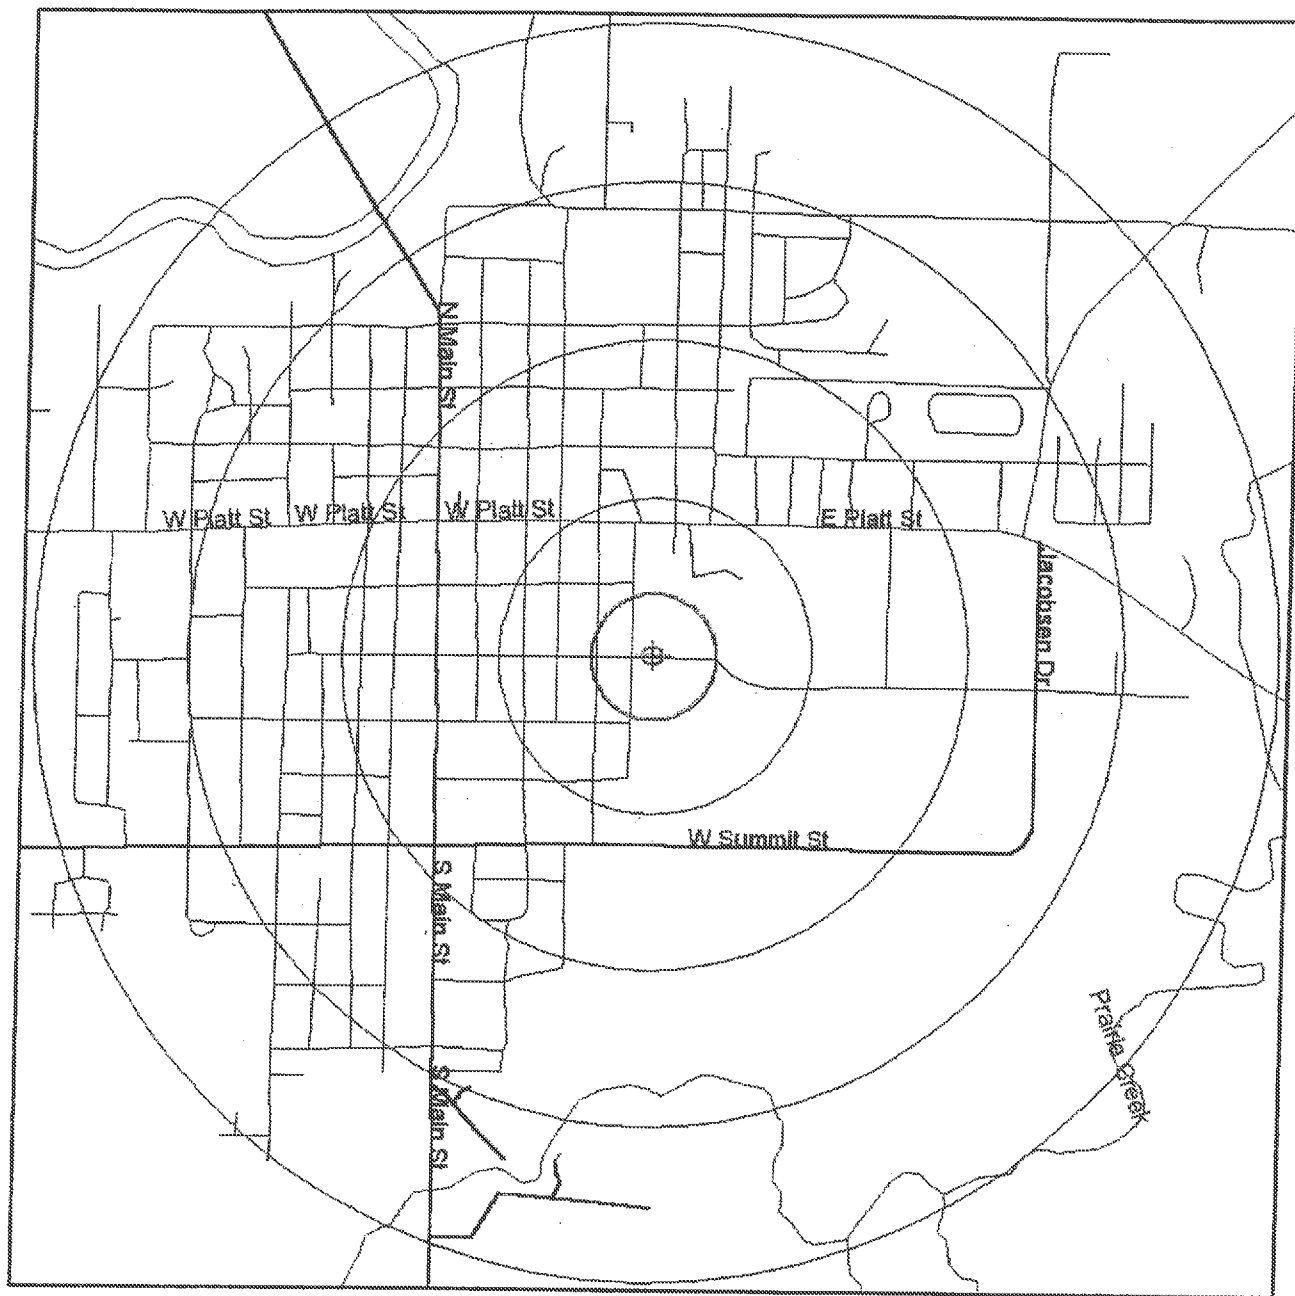 N Main St
W Platt St
W Platt St
W Platt St
E Platt St
Jacobsen Dr
W Summit St
S Main St
Prairie Creek
S Main St